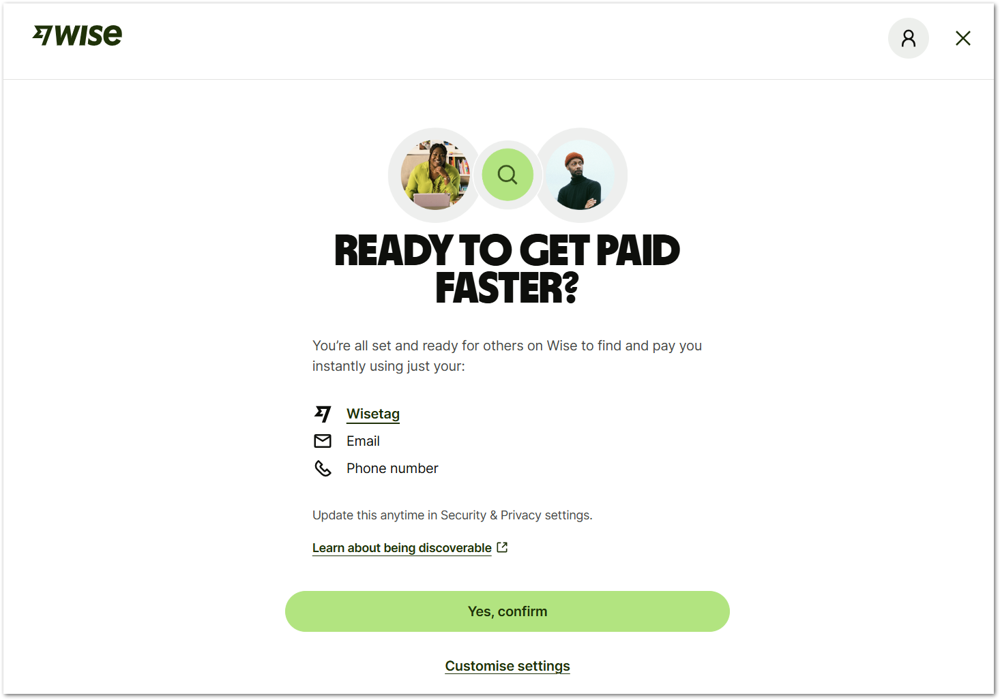 wise
READY TO GET PAID
FASTER?
You’re all set and ready for others on Wise to find and pay you
instantly using just your:
Wisetag
Email
Phone number
Update this anytime in Security & Privacy settings.
Learn about being discoverable
Yes, confirm
Customise settings